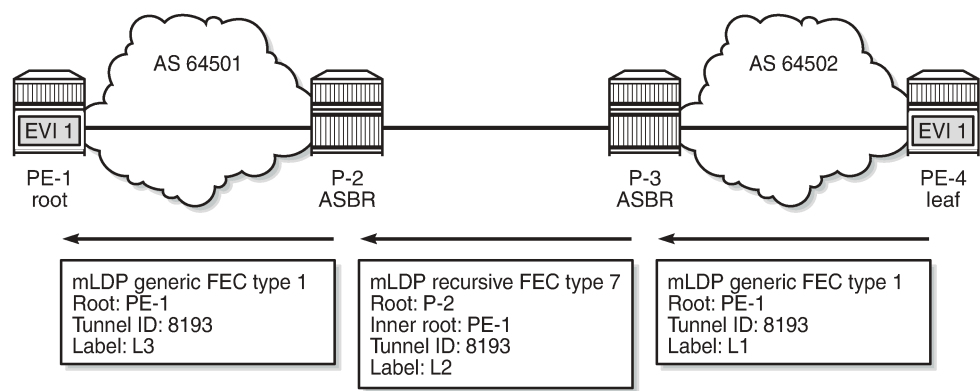 AS 64501
AS 64502
EVI 1
EVI 1
PE-1
root
P-2
ASBR
P-3
ASBR
PE-4
leaf
mLDP generic FEC type 1
Root: PE-1
Tunnel ID: 8193
Label: L3
mLDP recursive FEC type 7
Root: P-2
Inner root: PE-1
Tunnel ID: 8193
Label: L2
mLDP generic FEC type 1
Root: PE-1
Tunnel ID: 8193
Label: L1